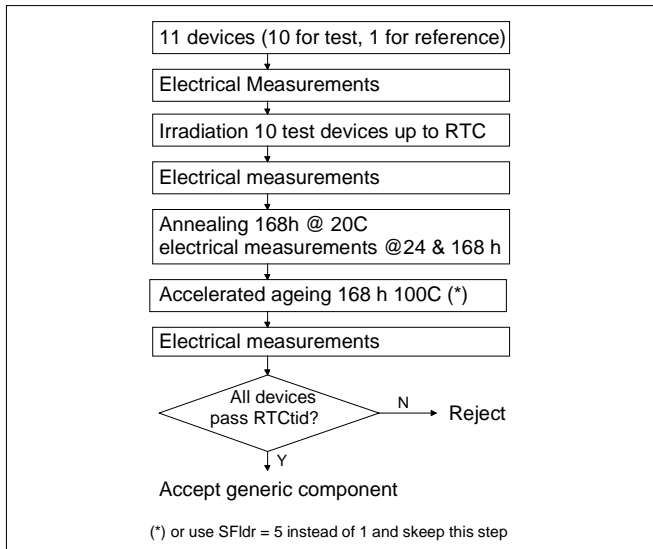 11 devices (10 for test, 1 for reference)
Electrical Measurements
Irradiation 10 test devices up to RTC
Electrical measurements
Annealing 168h @ 20C
electrical measurements @24 & 168 h
Accelerated ageing 168 h 100C (*)
Electrical measurements
All devices
pass RTCtid?
N
Reject
Y
Accept generic component
(*) or use SFldr = 5 instead of 1 and skeep this step